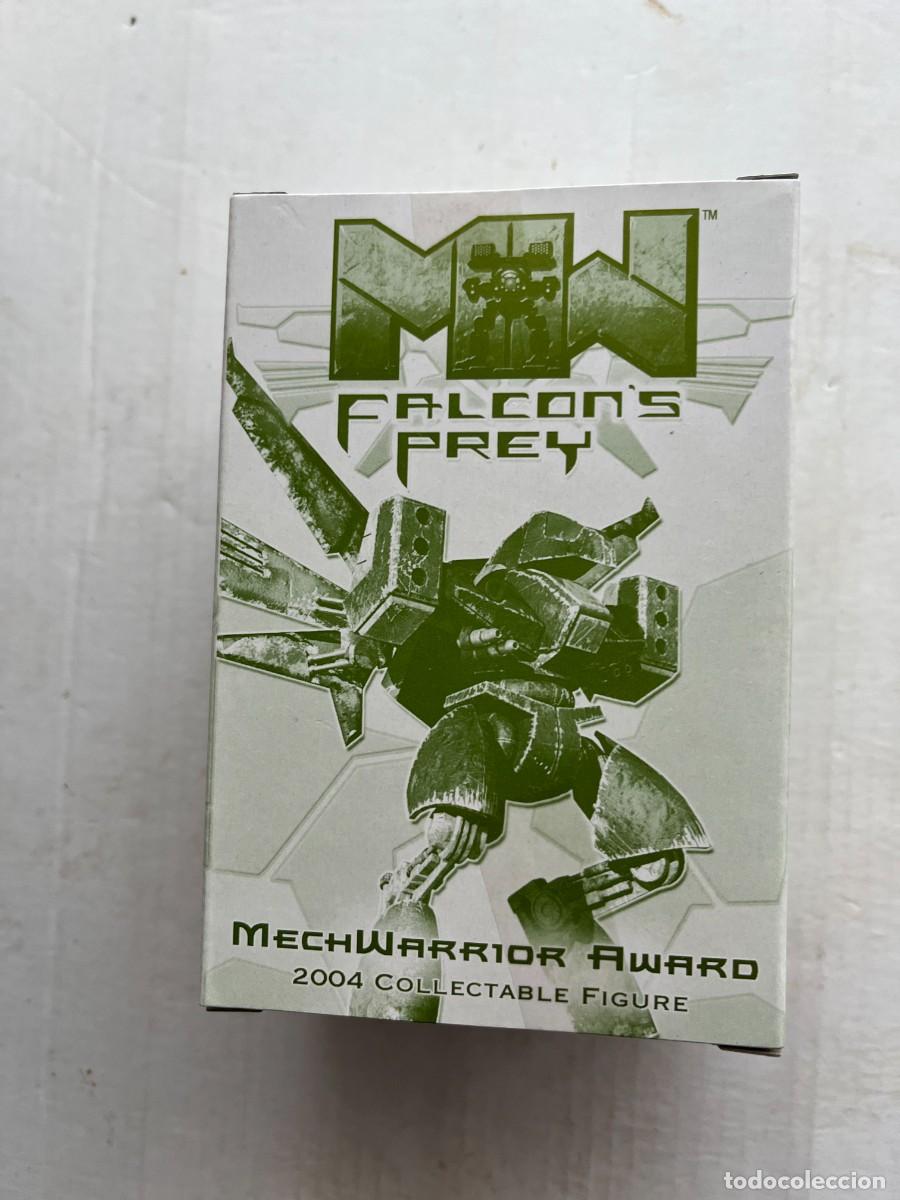 MW™
FALCON'S
PREY
MECHWARRIOR AWARD
2004 COLLECTABLE FIGURE
todocoleccion